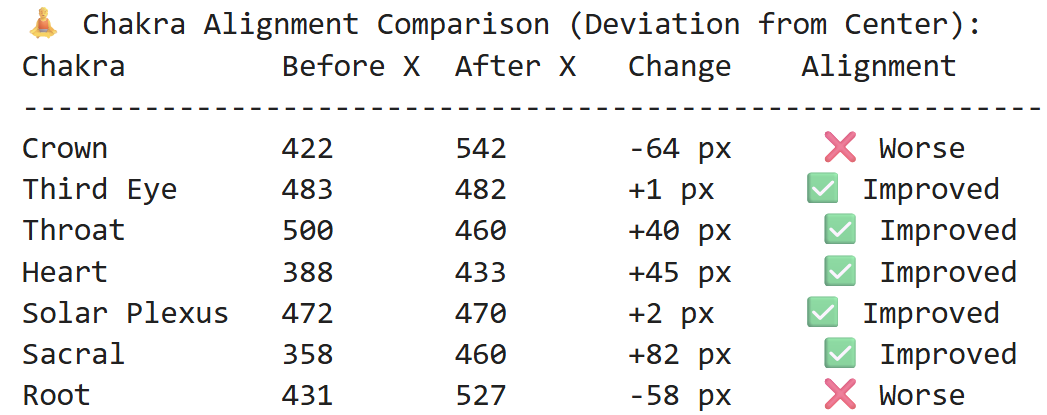 🧘 Chakra Alignment Comparison (Deviation from Center):
Chakra Before X After X Change Alignment
-----------------------------------------------------------
Crown 422 542 -64 px ❌ Worse
Third Eye 483 482 +1 px ✅ Improved
Throat 500 460 +40 px ✅ Improved
Heart 388 433 +45 px ✅ Improved
Solar Plexus 472 470 +2 px ✅ Improved
Sacral 358 460 +82 px ✅ Improved
Root 431 527 -58 px ❌ Worse